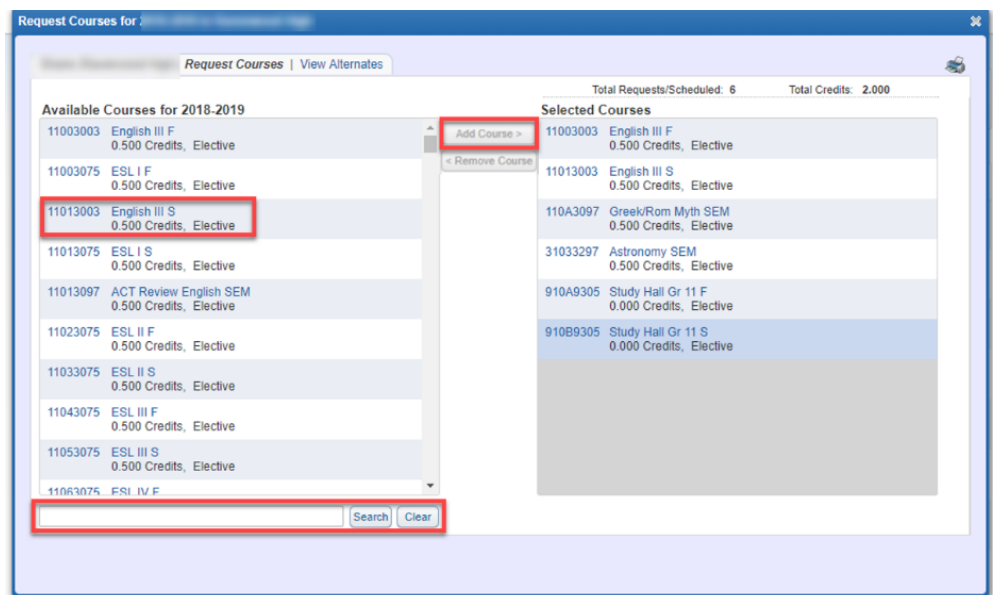 Request Courses for
Request Courses | View Alternates
Total Requests/Scheduled: 6 Total Credits: 2.000
Available Courses for 2018-2019
11003003 English III F
0.500 Credits, Elective
11003075 ESL I F
0.500 Credits, Elective
11013003 English III S
0.500 Credits, Elective
11013075 ESL I S
0.500 Credits, Elective
11013097 ACT Review English SEM
0.500 Credits, Elective
11023075 ESL II F
0.500 Credits, Elective
11033075 ESL II S
0.500 Credits, Elective
11043075 ESL III F
0.500 Credits, Elective
11053075 ESL III S
0.500 Credits, Elective
11063075 ESL IV F
Search Clear
Add Course >
< Remove Course
Selected Courses
11003003 English III F
0.500 Credits, Elective
11013003 English III S
0.500 Credits, Elective
110A3097 Greek/Rom Myth SEM
0.500 Credits, Elective
31033297 Astronomy SEM
0.500 Credits, Elective
910A9305 Study Hall Gr 11 F
0.000 Credits, Elective
910B9305 Study Hall Gr 11 S
0.000 Credits, Elective